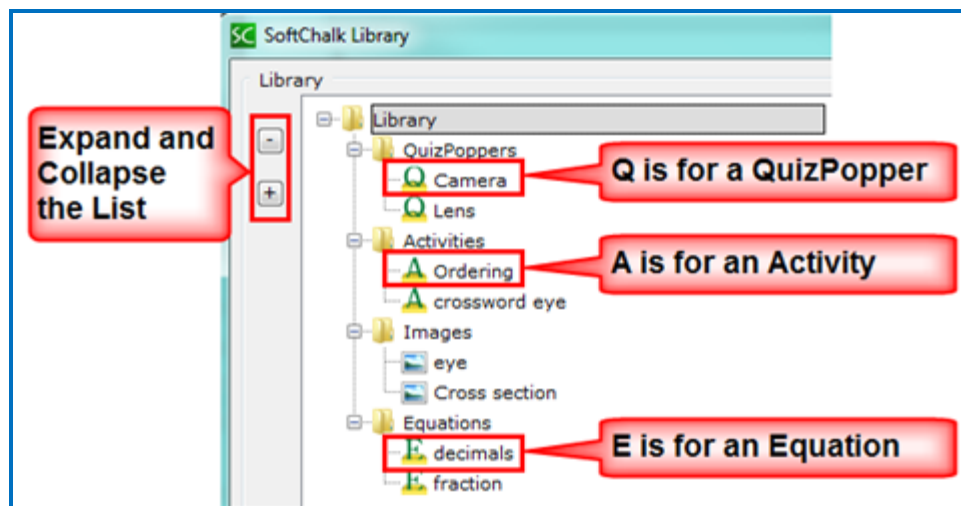 SC SoftChalk Library
Library
Expand and
Collapse
the List
-
+
Library
QuizPoppers
Q Camera
Q is for a QuizPopper
Q Lens
Activities
A Ordering
A is for an Activity
A crossword eye
Images
eye
Cross section
Equations
E decimals
E is for an Equation
E fraction